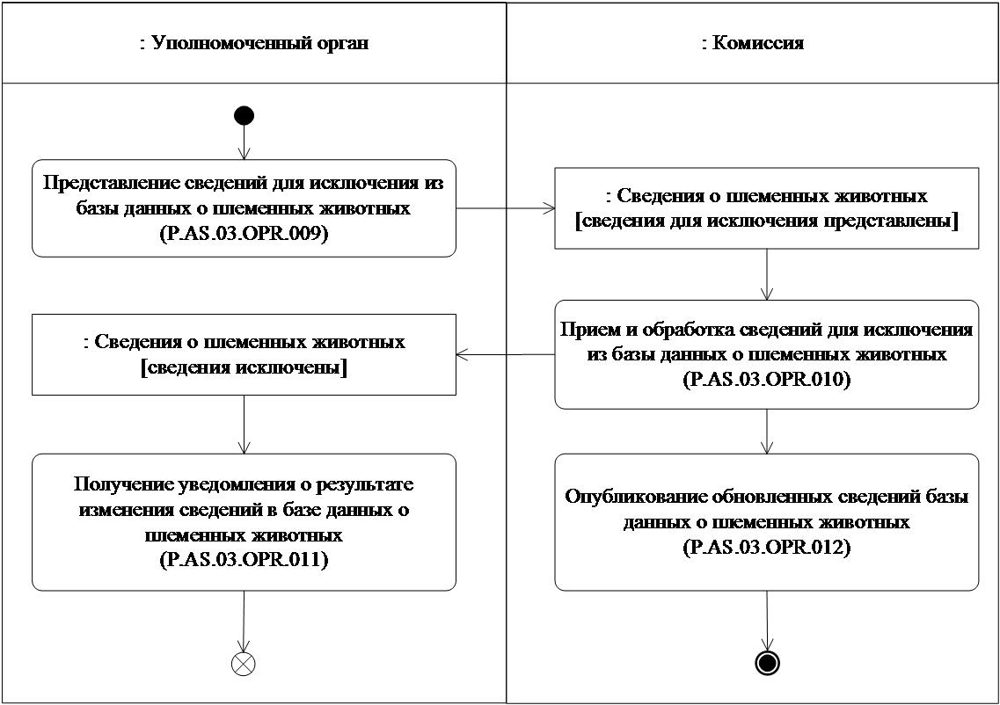 : Уполномоченный орган
: Комиссия
Представление сведений для исключения из
базы данных о племенных животных
(P.AS.03.OPR.009)
: Сведения о племенных животных
[сведения для исключения представлены]
Прием и обработка сведений для исключения
из базы данных о племенных животных
(P.AS.03.OPR.010)
: Сведения о племенных животных
[сведения исключены]
Получение уведомления о результате
изменения сведений в базе данных о
племенных животных
(P.AS.03.OPR.011)
Опубликование обновленных сведений базы
данных о племенных животных
(P.AS.03.OPR.012)